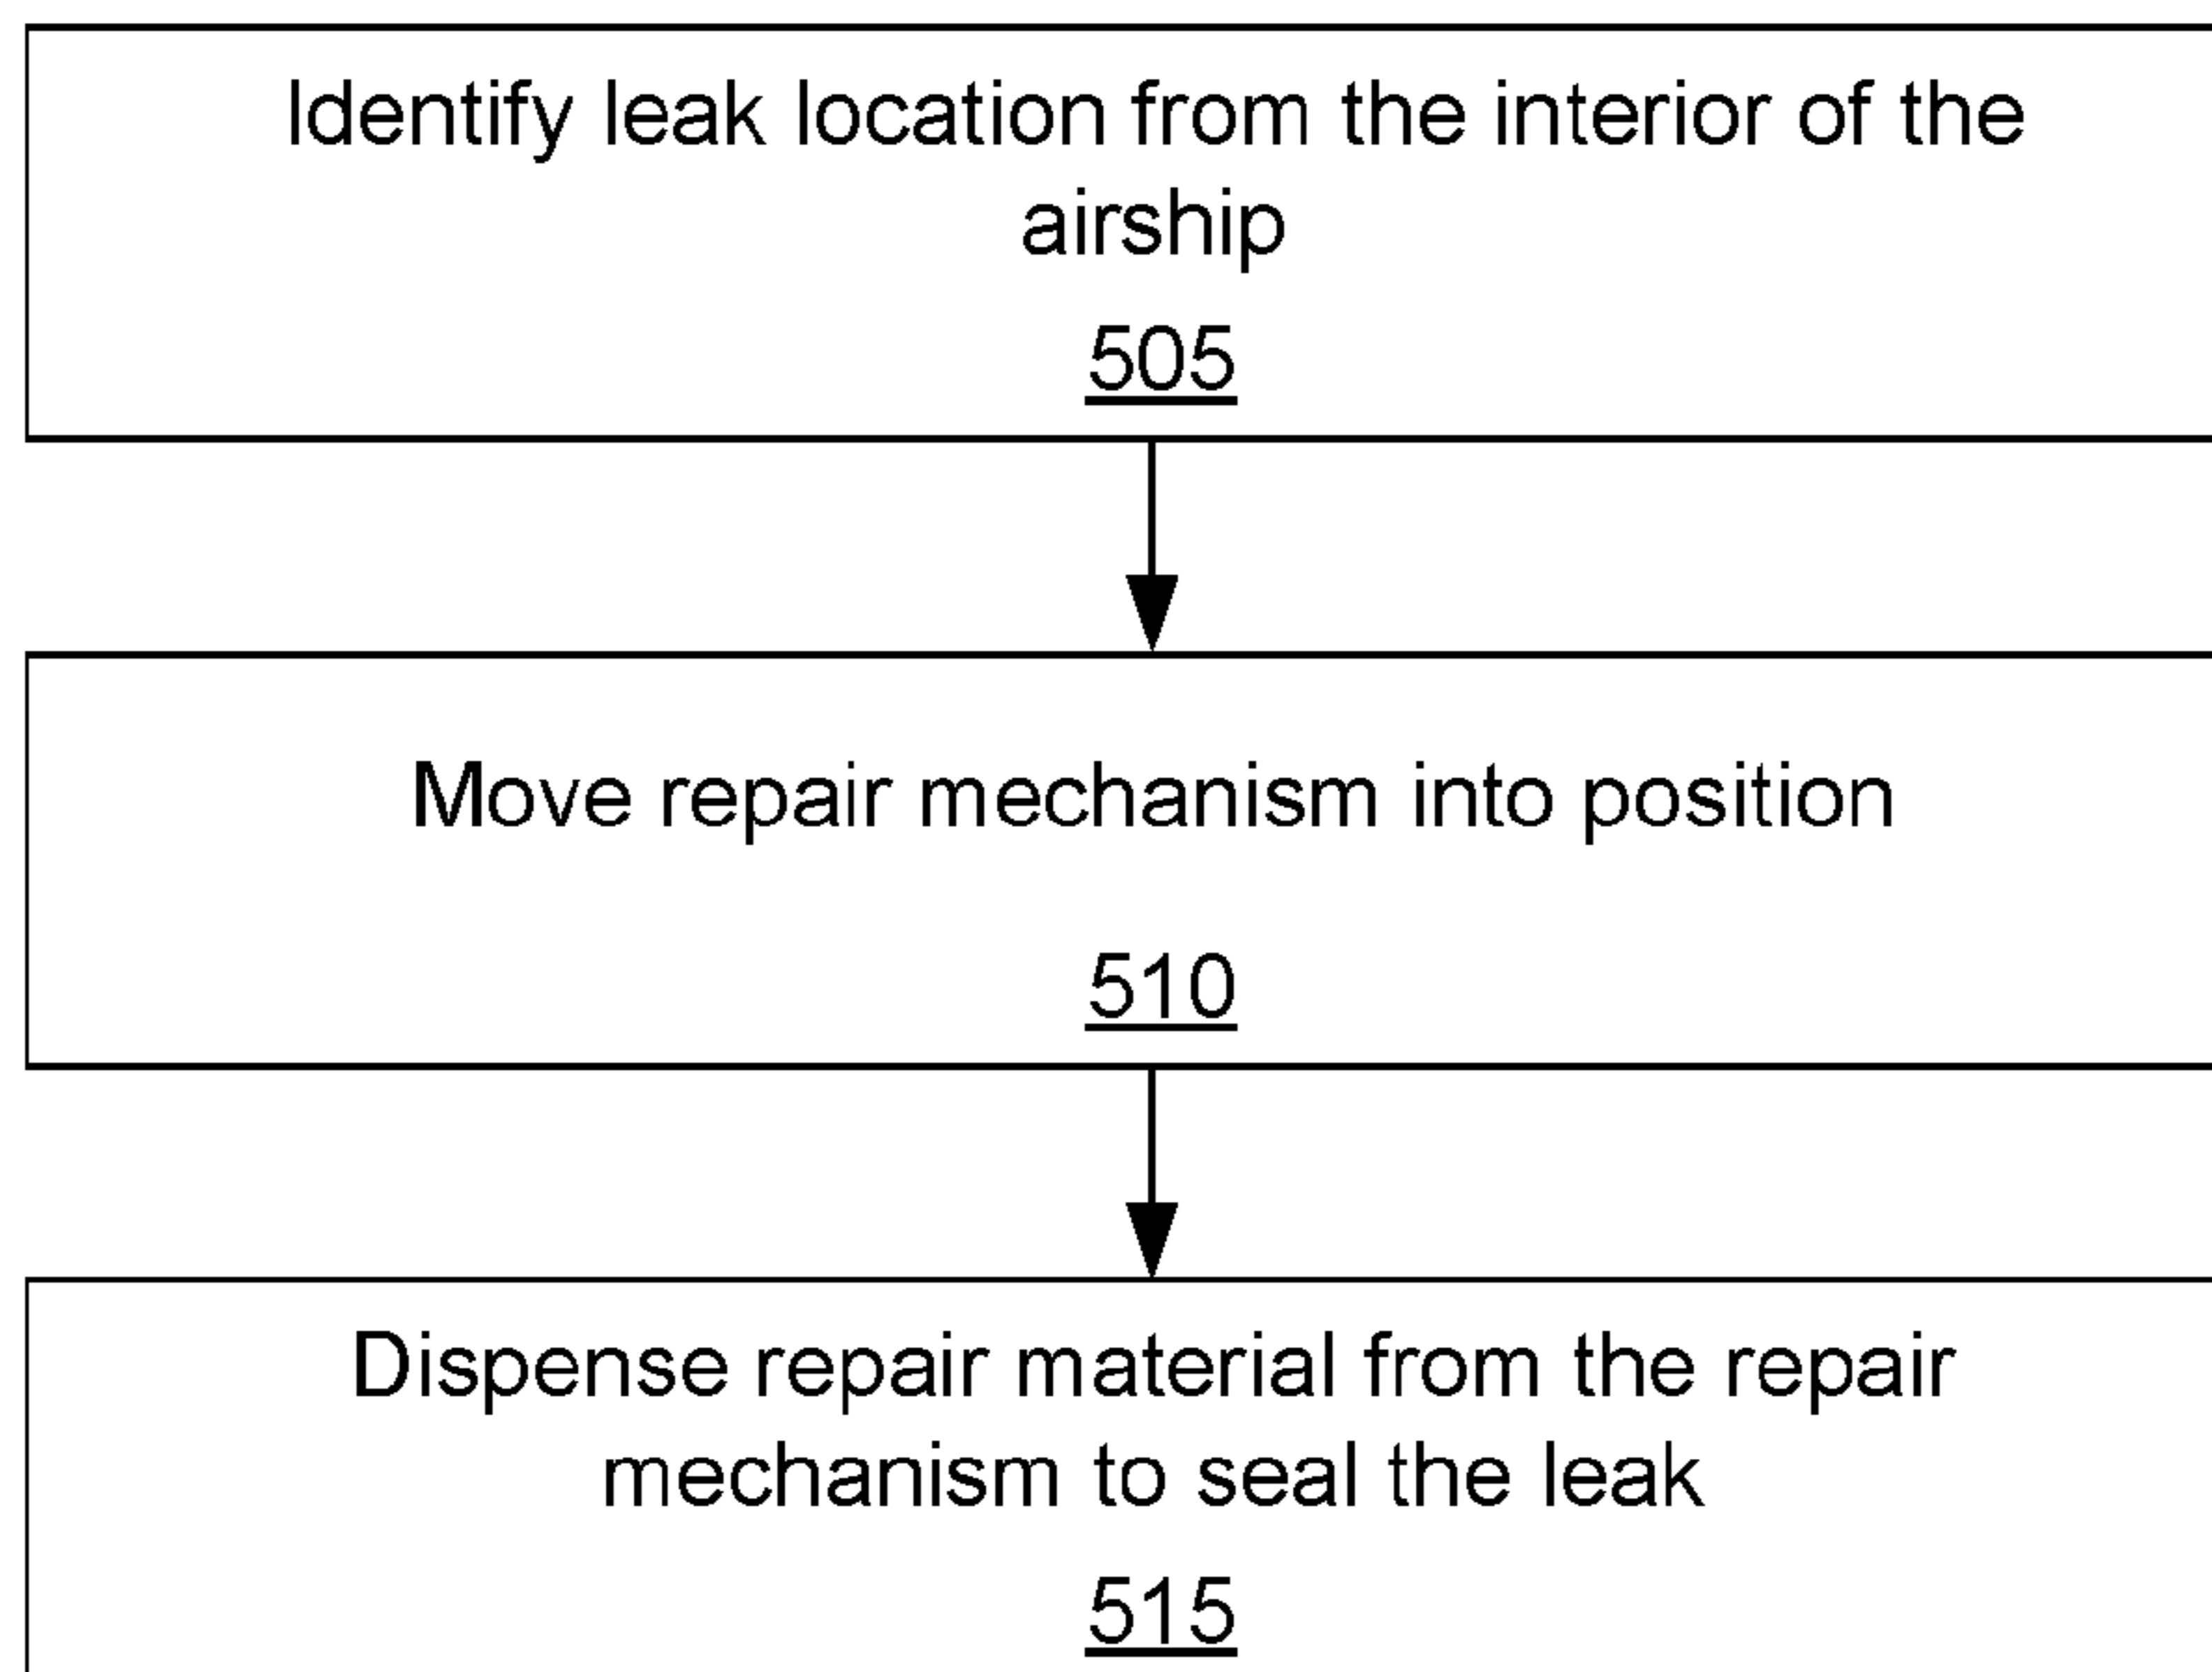 Identify leak location from the interior of the
airship
505
Move repair mechanism into position
510
Dispense repair material from the repair
mechanism to seal the leak
515